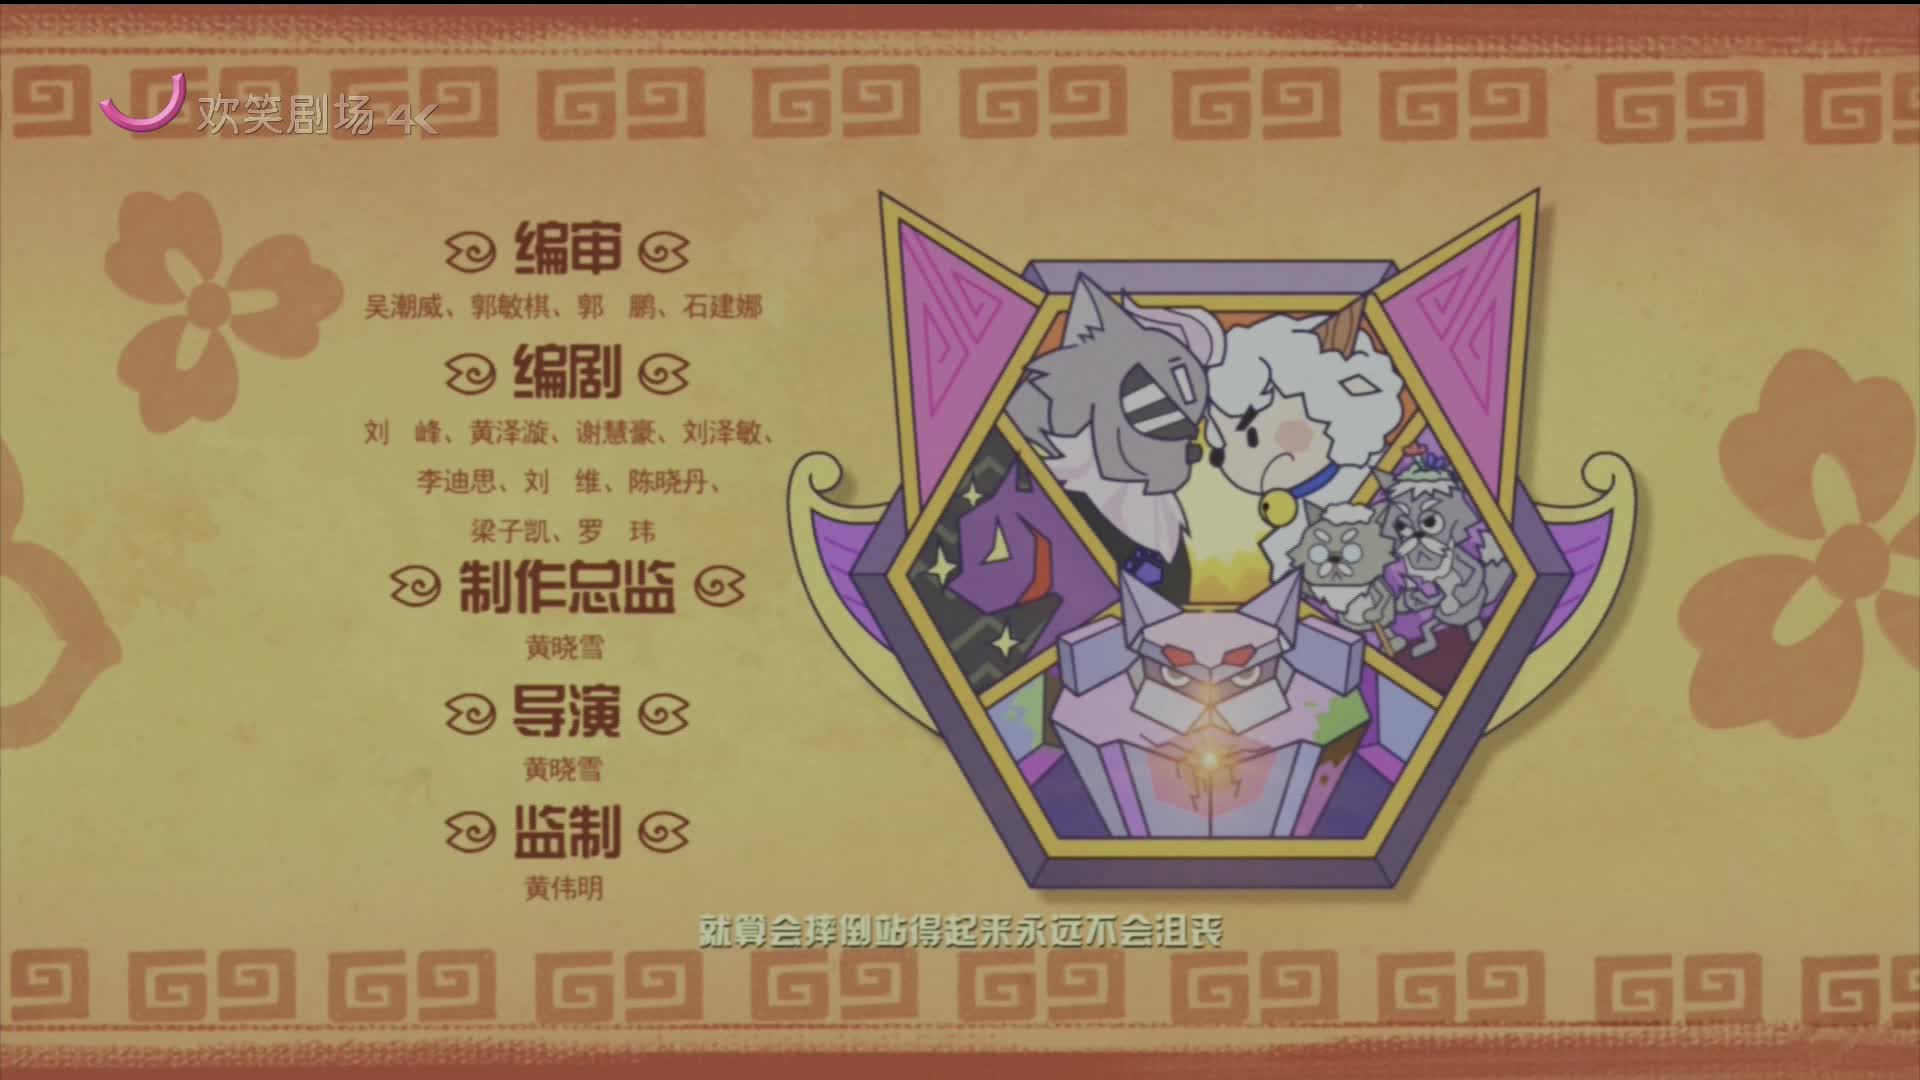 欢笑剧场 4K
编审
吴潮威、郭敏棋、郭　鹏、石建娜
编剧
刘　峰、黄泽漩、谢慧豪、刘泽敏、
李迪思、刘　维、陈晓丹、
梁子凯、罗　玮
制作总监
黄晓雪
导演
黄晓雪
监制
黄伟明
就算会摔倒站得起来永远不会沮丧